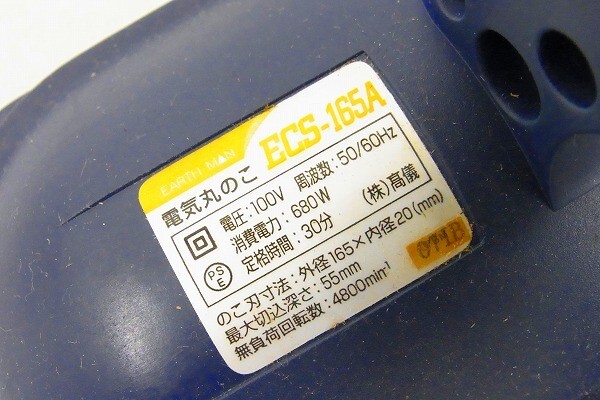 EARTH MAN ECS-165A
電気丸のこ
電圧:100V 周波数:50/60Hz
消費電力:680W
定格時間:30分 (株)高儀
PS
E
のこ刃寸法:外径165×内径20(mm)
最大切込深さ:55mm
無負荷回転数:4800min⁻¹